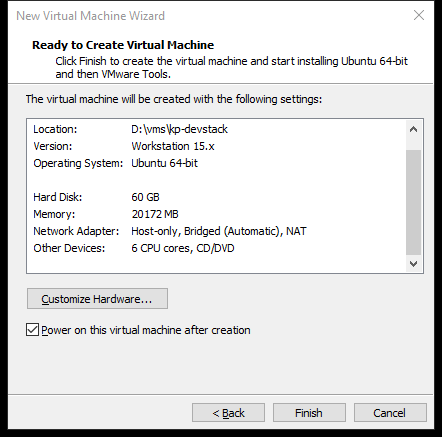 New Virtual Machine Wizard
Ready to Create Virtual Machine
Click Finish to create the virtual machine and start installing Ubuntu 64-bit
and then VMware Tools.
The virtual machine will be created with the following settings:
Location: D:\vms\kp-devstack
Version: Workstation 15.x
Operating System: Ubuntu 64-bit
Hard Disk: 60 GB
Memory: 20172 MB
Network Adapter: Host-only, Bridged (Automatic), NAT
Other Devices: 6 CPU cores, CD/DVD
Customize Hardware...
Power on this virtual machine after creation
< Back Finish Cancel